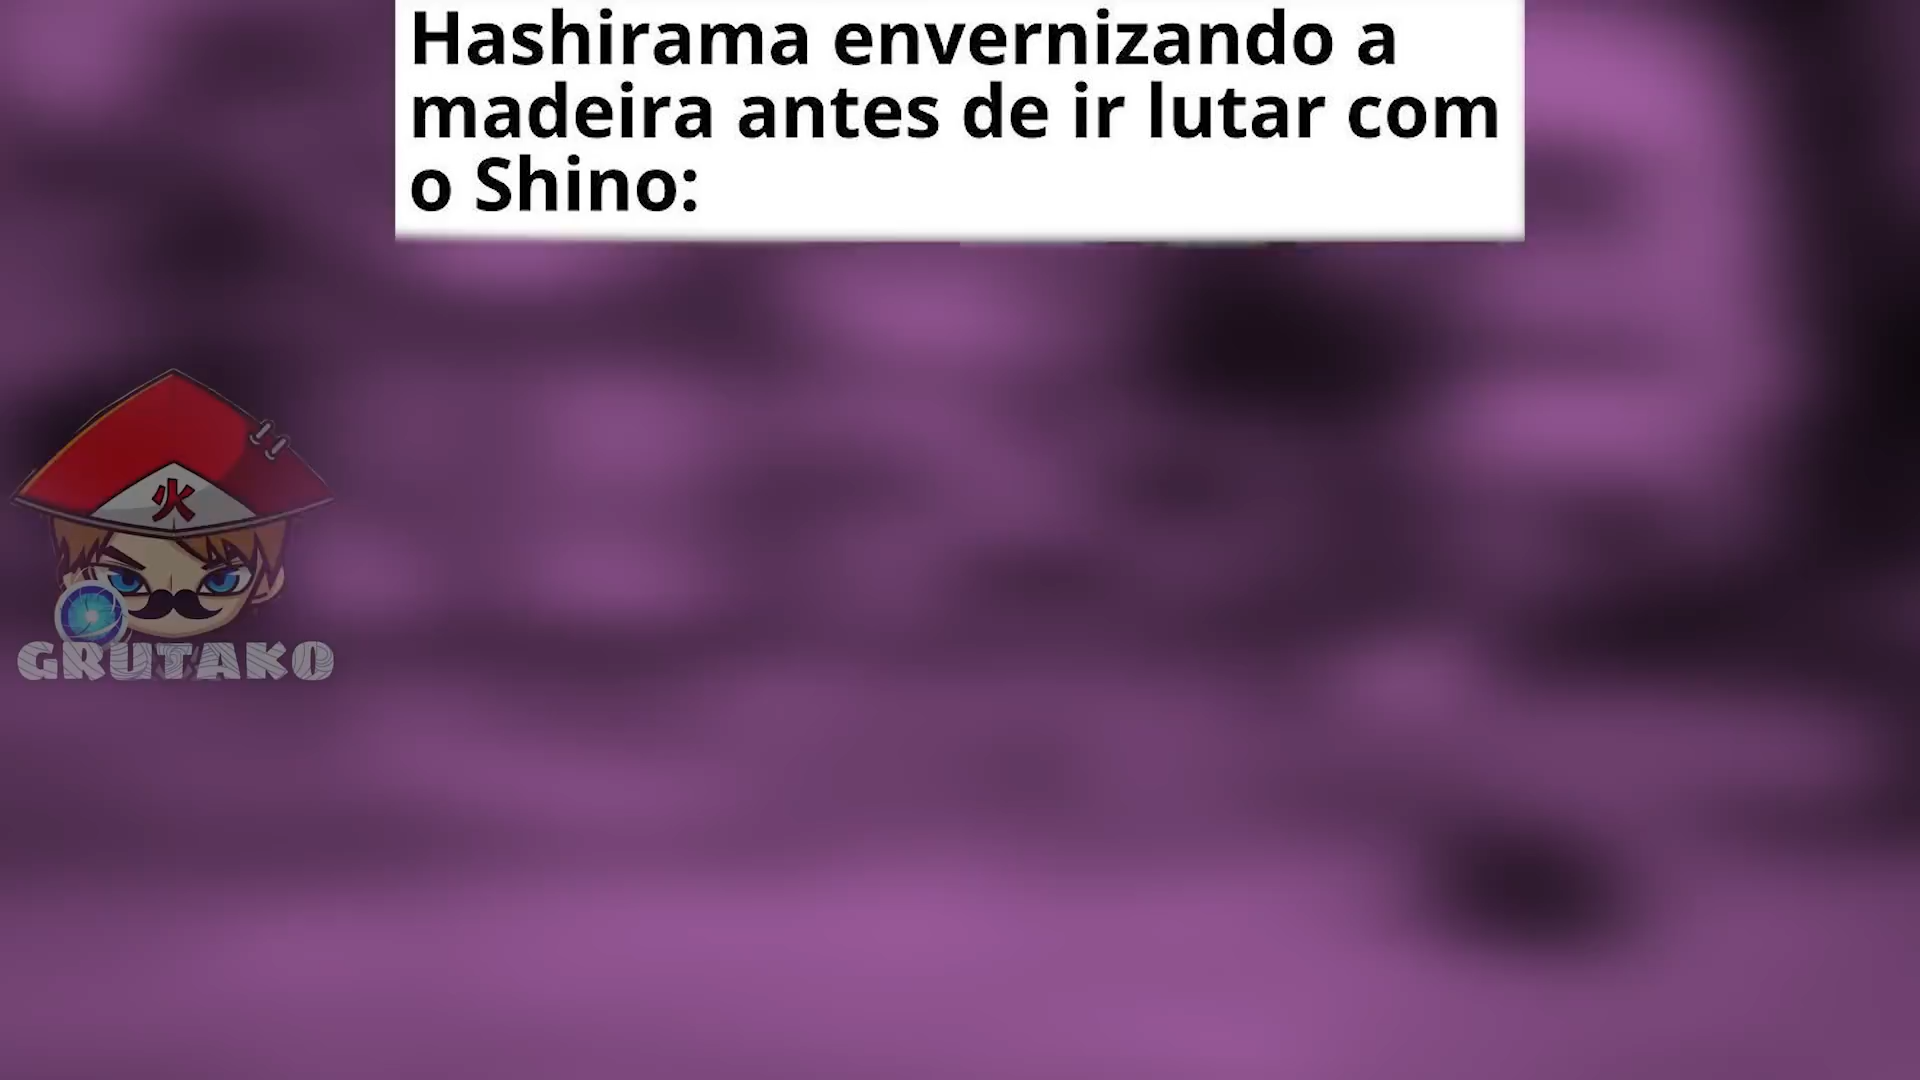 Hashirama envernizando a
madeira antes de ir lutar com
o Shino:
火
GRUTAKO